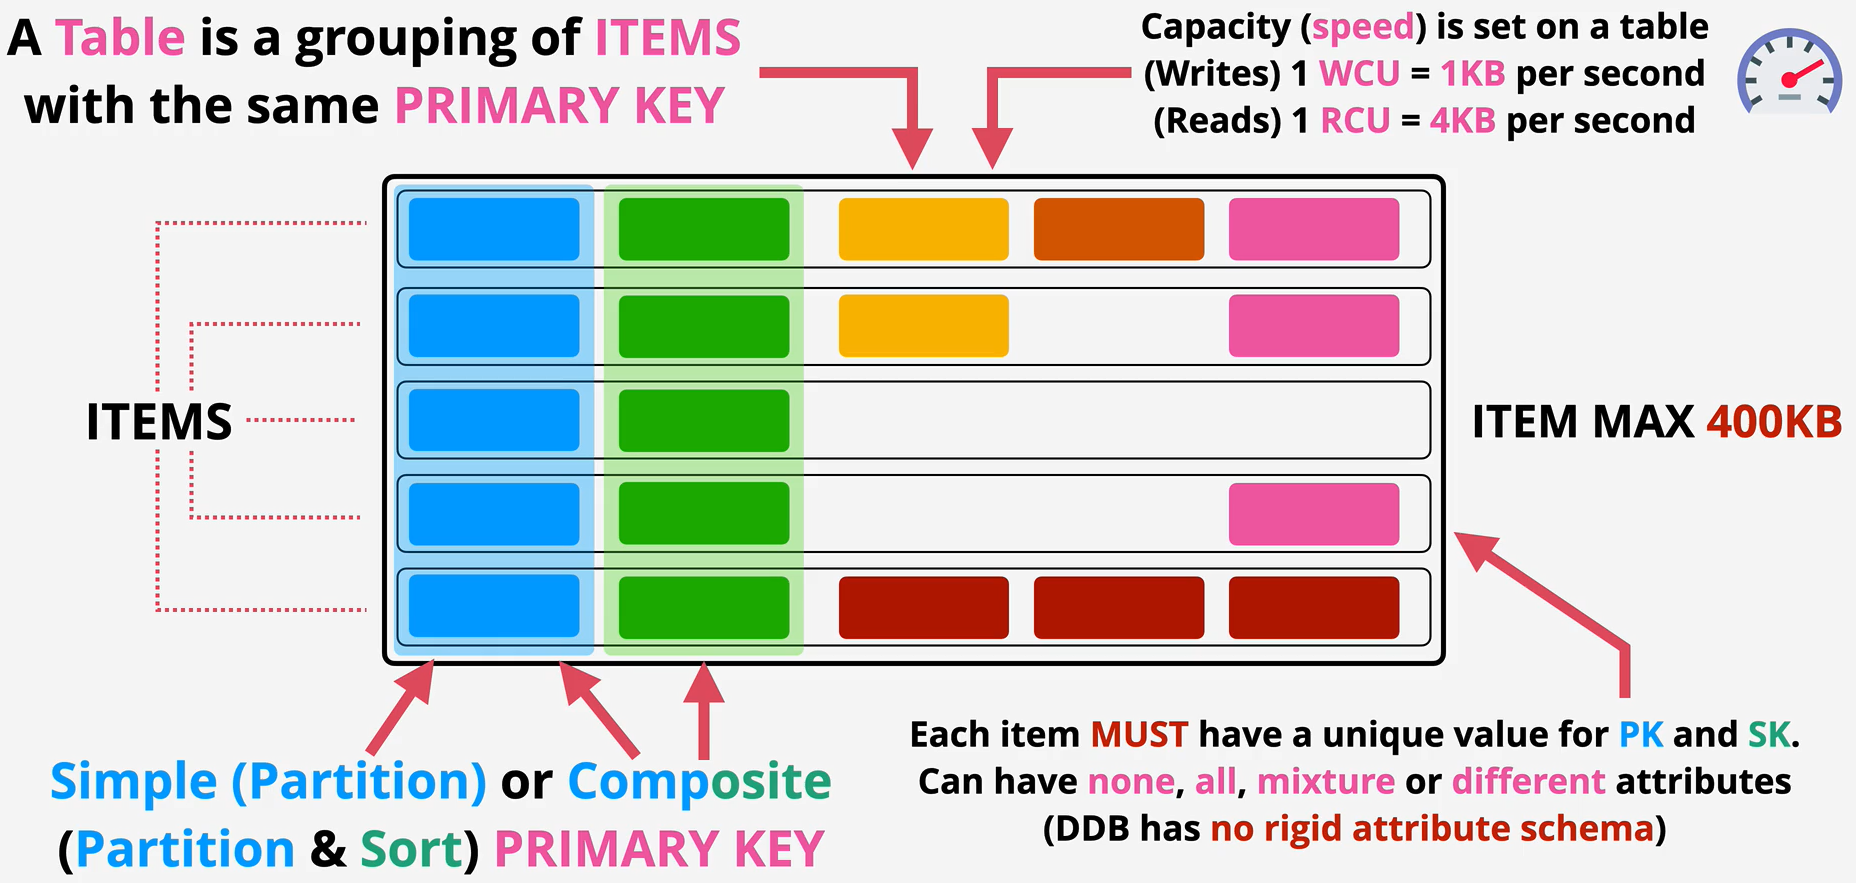 A Table is a grouping of ITEMS
with the same PRIMARY KEY
Capacity (speed) is set on a table
(Writes) 1 WCU = 1KB per second
(Reads) 1 RCU = 4KB per second
ITEMS
ITEM MAX 400KB
Simple (Partition) or Composite
(Partition & Sort) PRIMARY KEY
Each item MUST have a unique value for PK and SK.
Can have none, all, mixture or different attributes
(DDB has no rigid attribute schema)